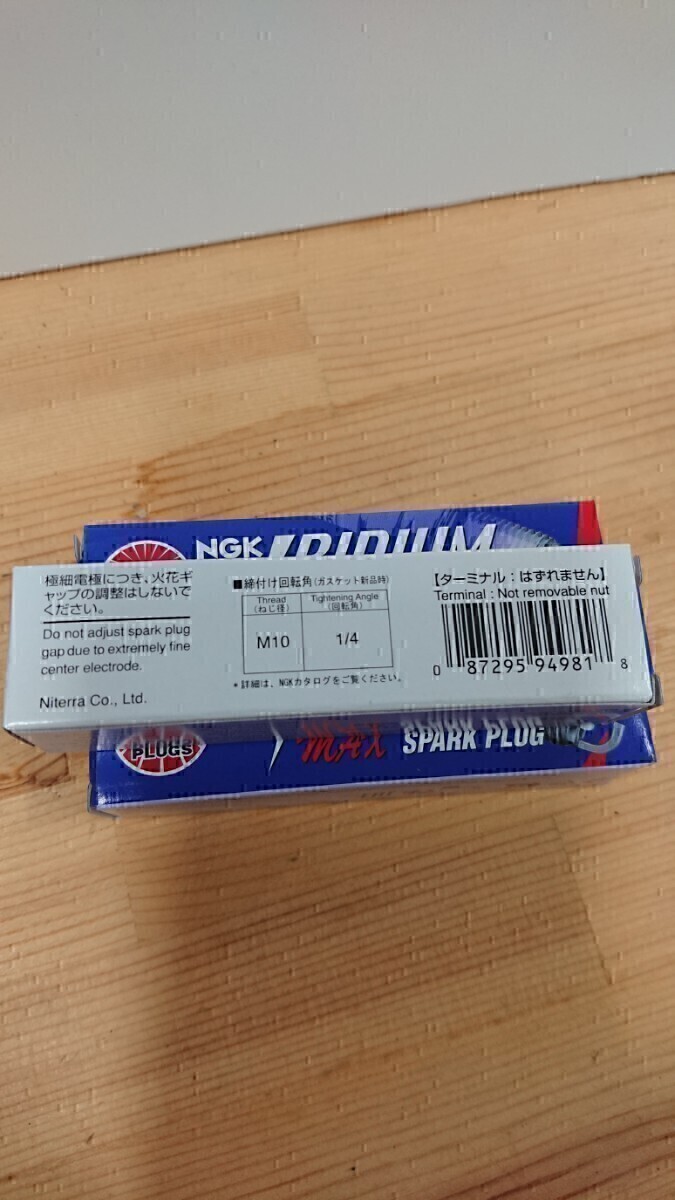 NGK IRIDIUM
極細電極につき、火花ギ
ャップの調整はしないで
ください。
Do not adjust spark plug
gap due to extremely fine
center electrode.
Niterra Co., Ltd.
■締付け回転角(ガスケット新品時)
Thread Tightening Angle
(ねじ径) (回転角)
M10 1/4
*詳細は、NGKカタログをご覧ください。
【ターミナル:はずれません】
Terminal : Not removable nut
0 87295 94981 8
PLUGS
MAX SPARK PLUG